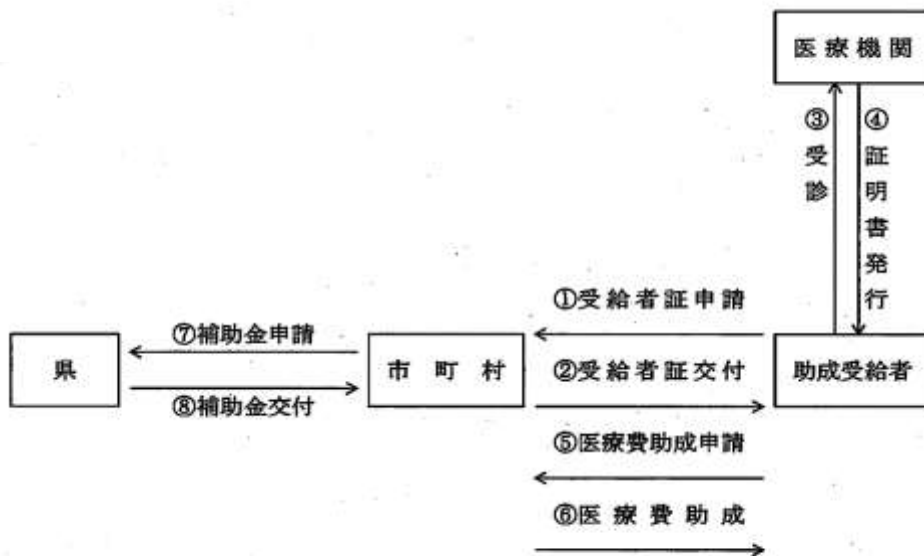 医療機関
③受診
④証明書発行
①受給者証申請
⑦補助金申請
県
市町村
②受給者証交付
助成受給者
⑧補助金交付
⑤医療費助成申請
⑥医療費助成